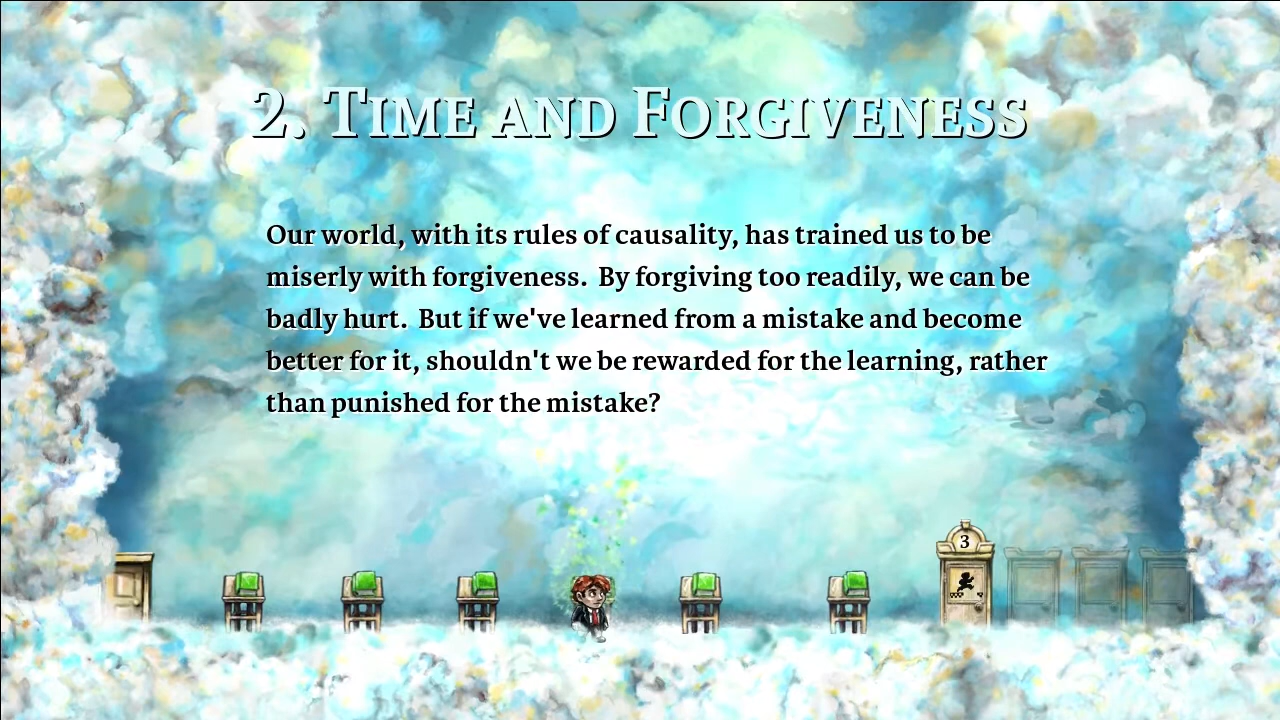 2. Time and Forgiveness
Our world, with its rules of causality, has trained us to be
miserly with forgiveness.  By forgiving too readily, we can be
badly hurt.  But if we've learned from a mistake and become
better for it, shouldn't we be rewarded for the learning, rather
than punished for the mistake?
3